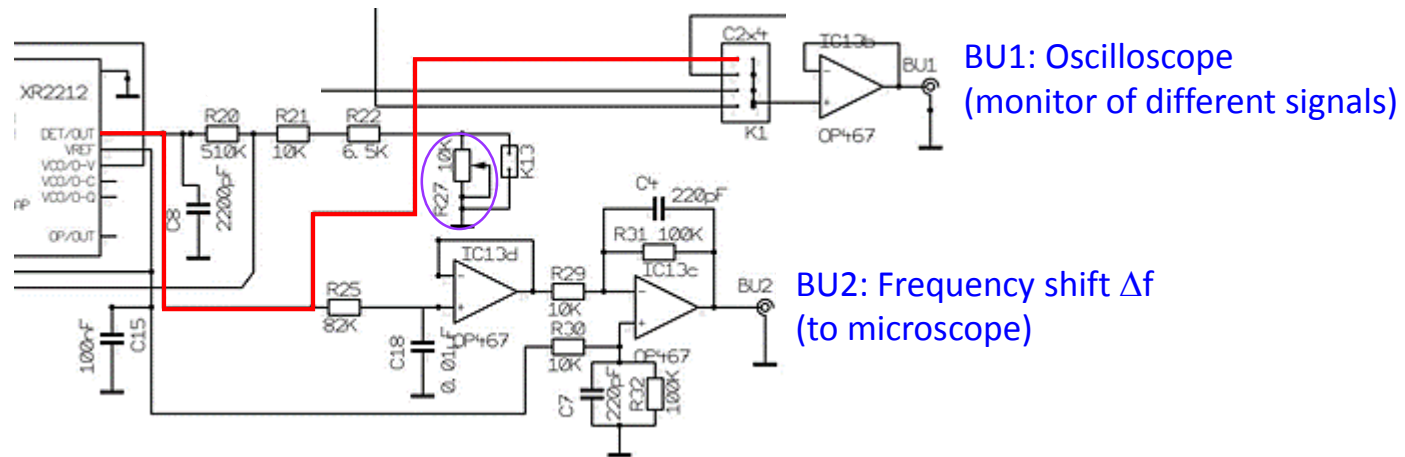 C2x4
IC13b
BU1
BU1: Oscilloscope
(monitor of different signals)
XR2212
K1
OP467
DET/OUT
VREF
VCO/O-V
VCO/O-C
VCO/O-Q
AP
OP/OUT
R20
510K
R21
10K
R22
6.5K
10K
R27
K13
C8
2200pF
C4
220pF
R31 100K
IC13d
IC13c
R29
10K
BU2
BU2: Frequency shift Δf
(to microscope)
R25
82K
OP467
R30
10K
OP467
100nF
C15
C18
C7
220pF
R32
100K